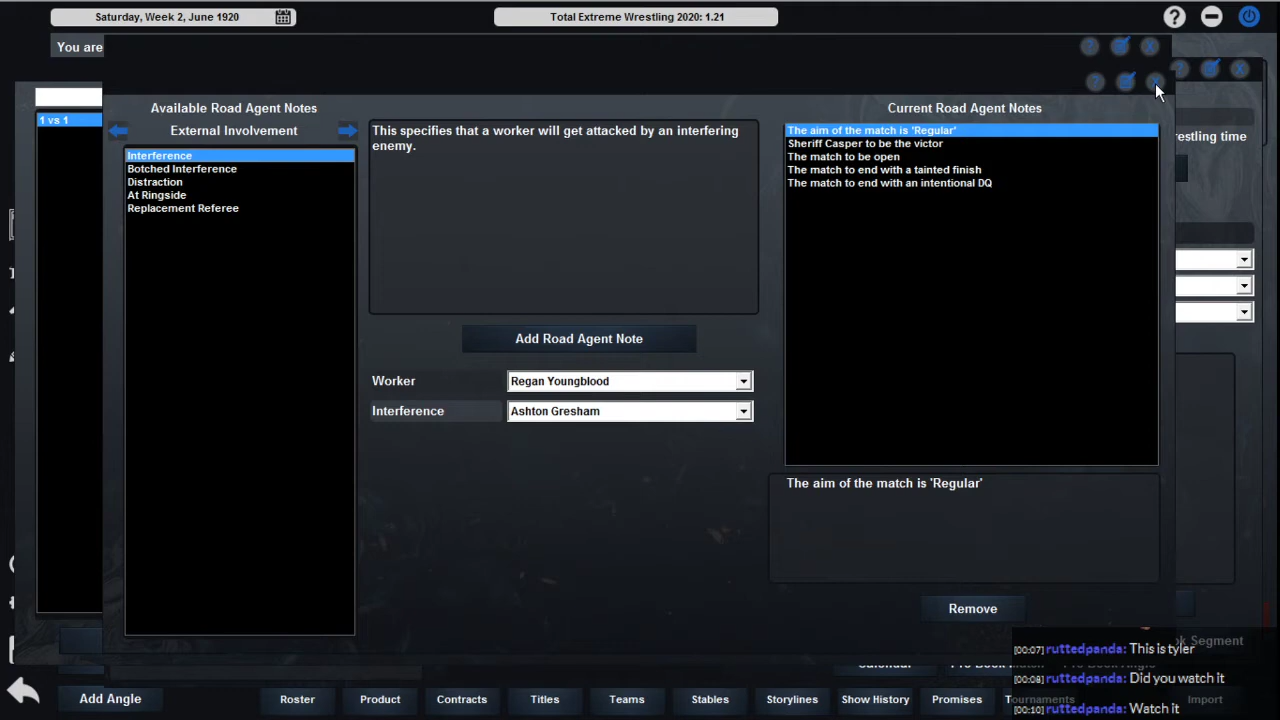 Saturday, Week 2, June 1920
Total Extreme Wrestling 2020: 1.21
You are
Available Road Agent Notes
Current Road Agent Notes
1 vs 1
External Involvement
Interference
Botched Interference
Distraction
At Ringside
Replacement Referee
This specifies that a worker will get attacked by an interfering
enemy.
The aim of the match is 'Regular'
Sheriff Casper to be the victor
The match to be open
The match to end with a tainted finish
The match to end with an intentional DQ
restling time
Add Road Agent Note
Worker
Regan Youngblood
Interference
Ashton Gresham
The aim of the match is 'Regular'
Remove
k Segment
[00:07] ruttedpanda: This is tyler
[00:08] ruttedpanda: Did you watch it
[00:10] ruttedpanda: Watch it
Add Angle
Roster
Product
Contracts
Titles
Teams
Stables
Storylines
Show History
Promises
Tournaments
Import